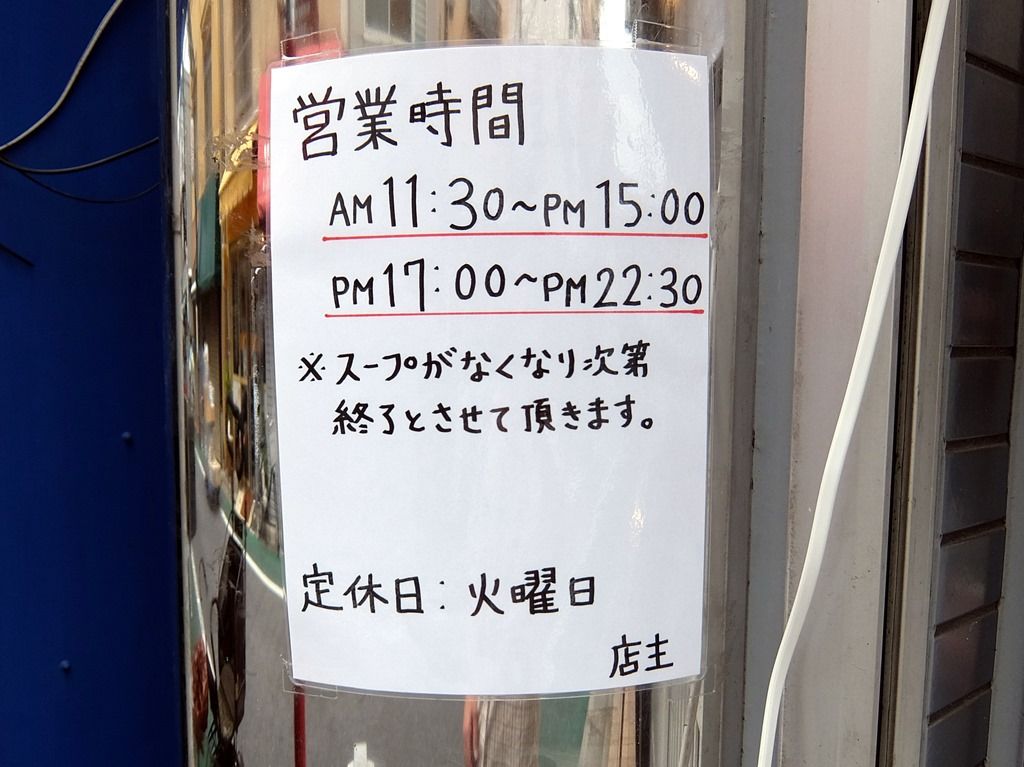 営業時間
AM11:30~PM15:00
PM17:00~PM22:30
※スープがなくなり次第
終了とさせて頂きます。
定休日:火曜日
店主